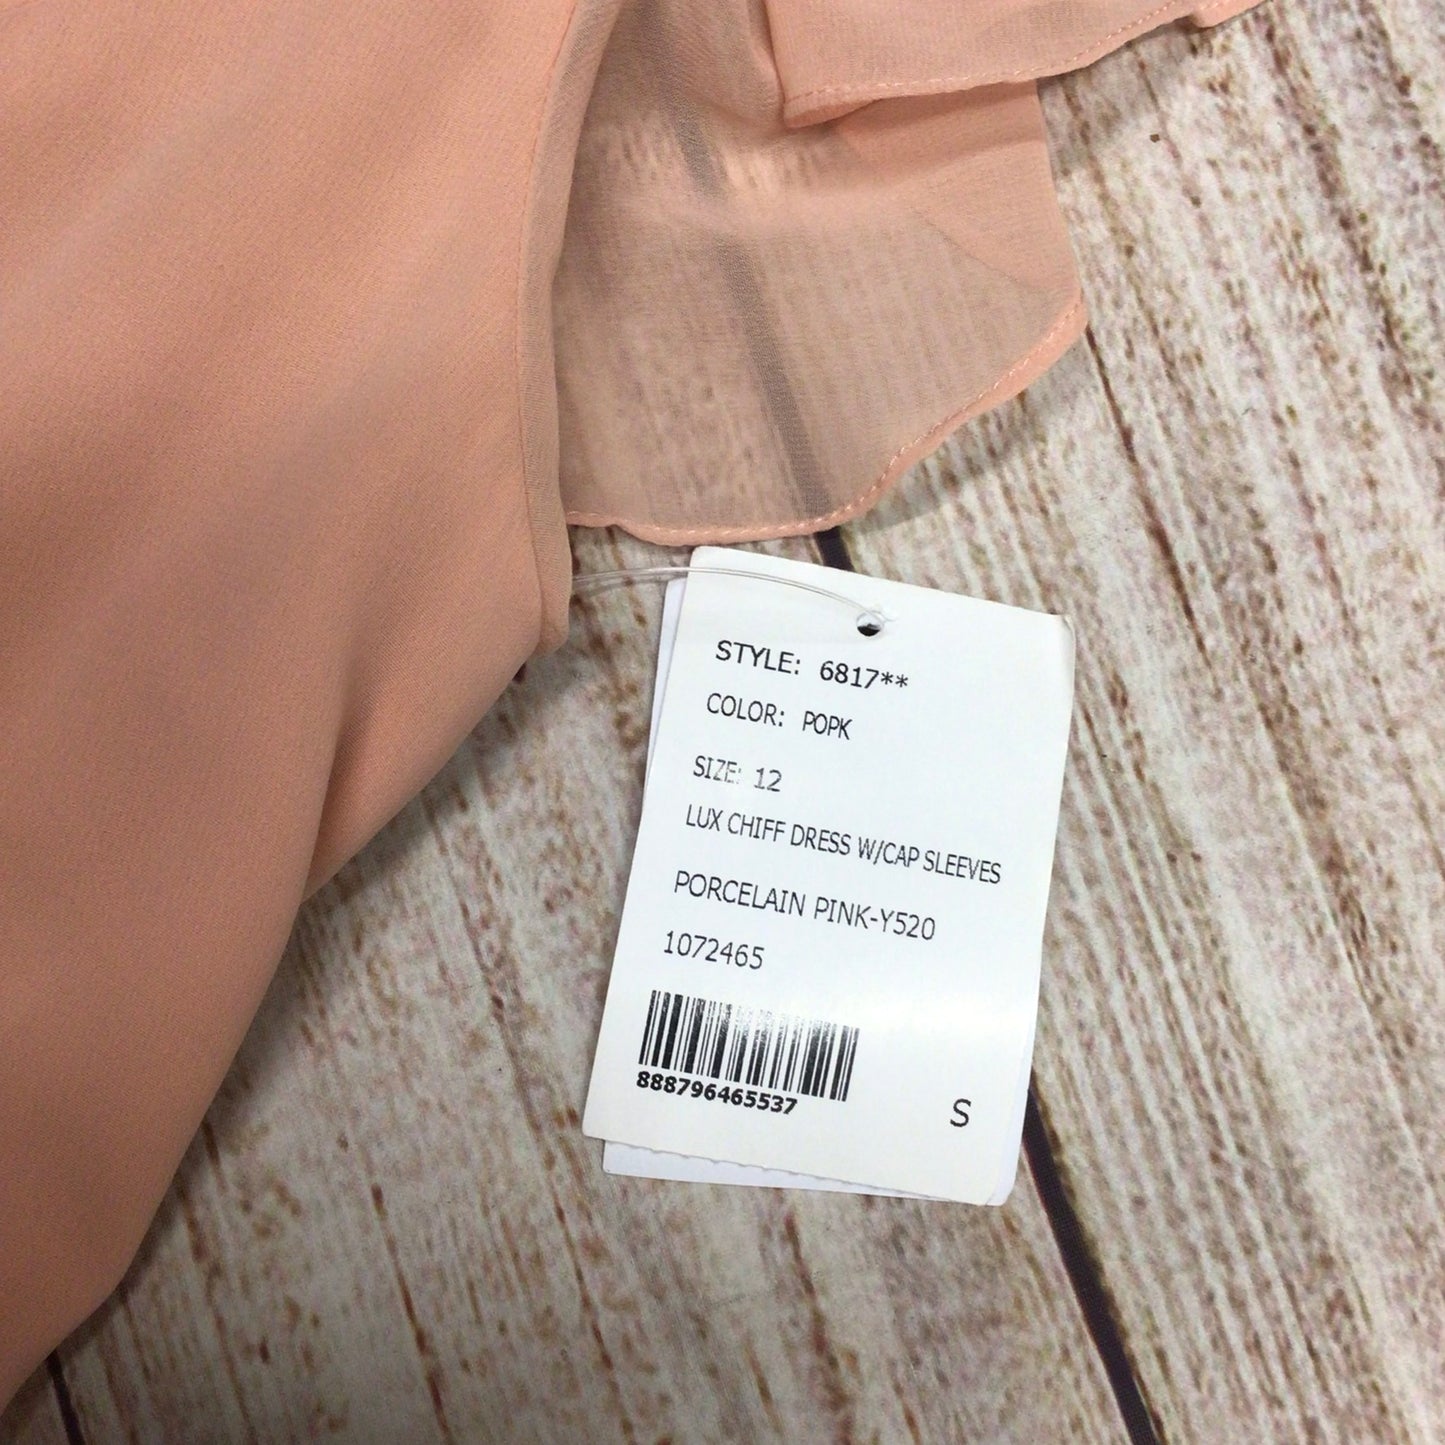 STYLE: 6817**
COLOR: POPK
SIZE: 12
LUX CHIFF DRESS W/CAP SLEEVES
PORCELAIN PINK-Y520
1072465
888796465537
S